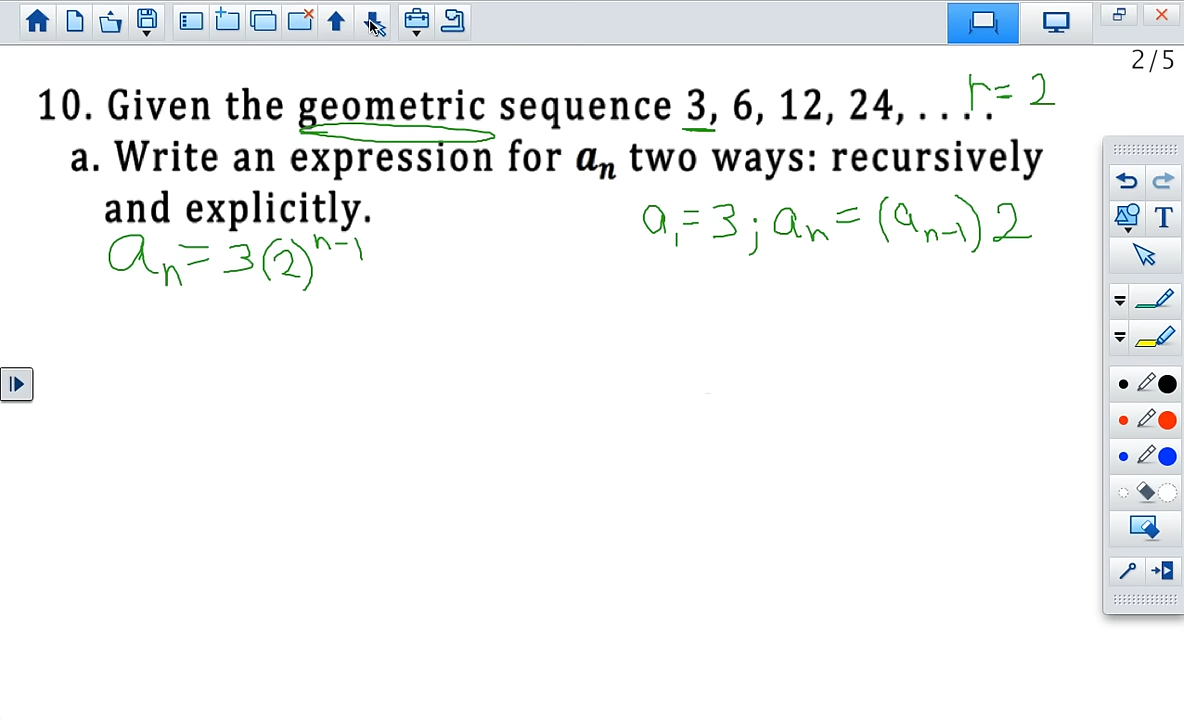 2/5
10. Given the geometric sequence 3, 6, 12, 24, . . . . r = 2
a. Write an expression for aₙ two ways: recursively
and explicitly.
a₁ = 3 ; aₙ = (aₙ₋₁) 2
aₙ = 3(2)ⁿ⁻¹
T